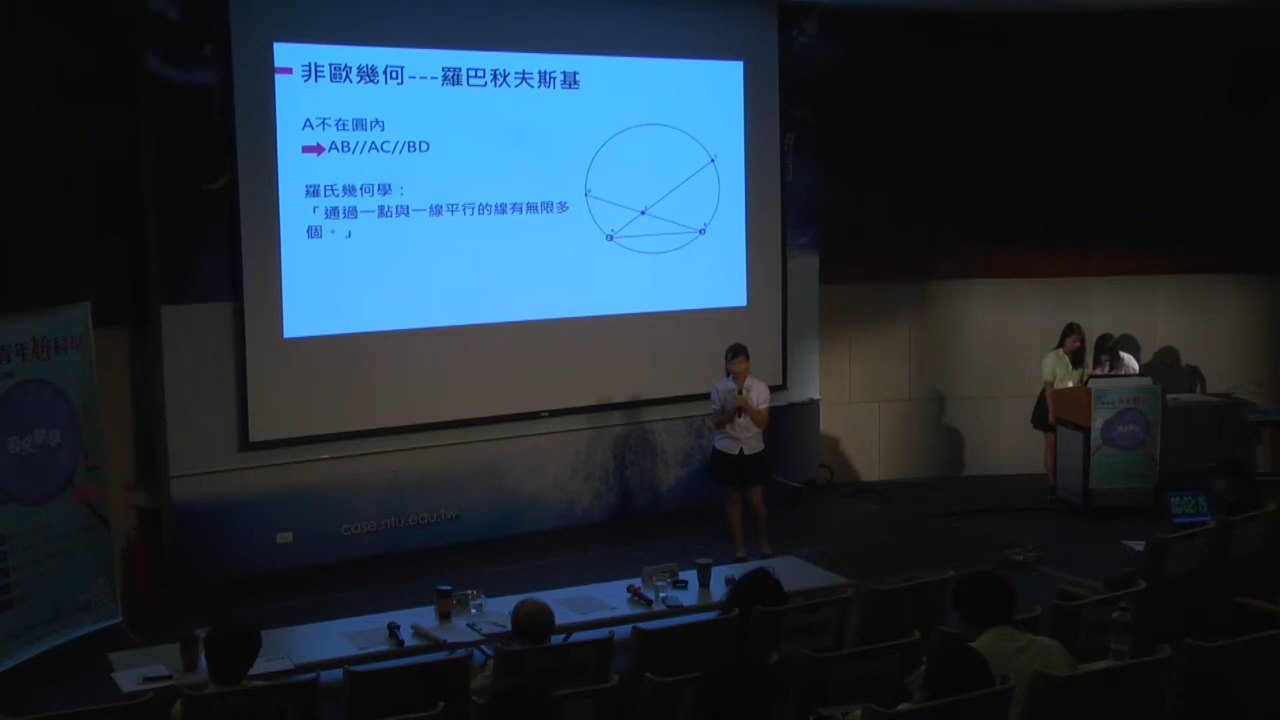 非歐幾何---羅巴秋夫斯基
A不在圓內
AB//AC//BD
羅氏幾何學：
「通過一點與一線平行的線有無限多
個。」
case.ntu.edu.tw